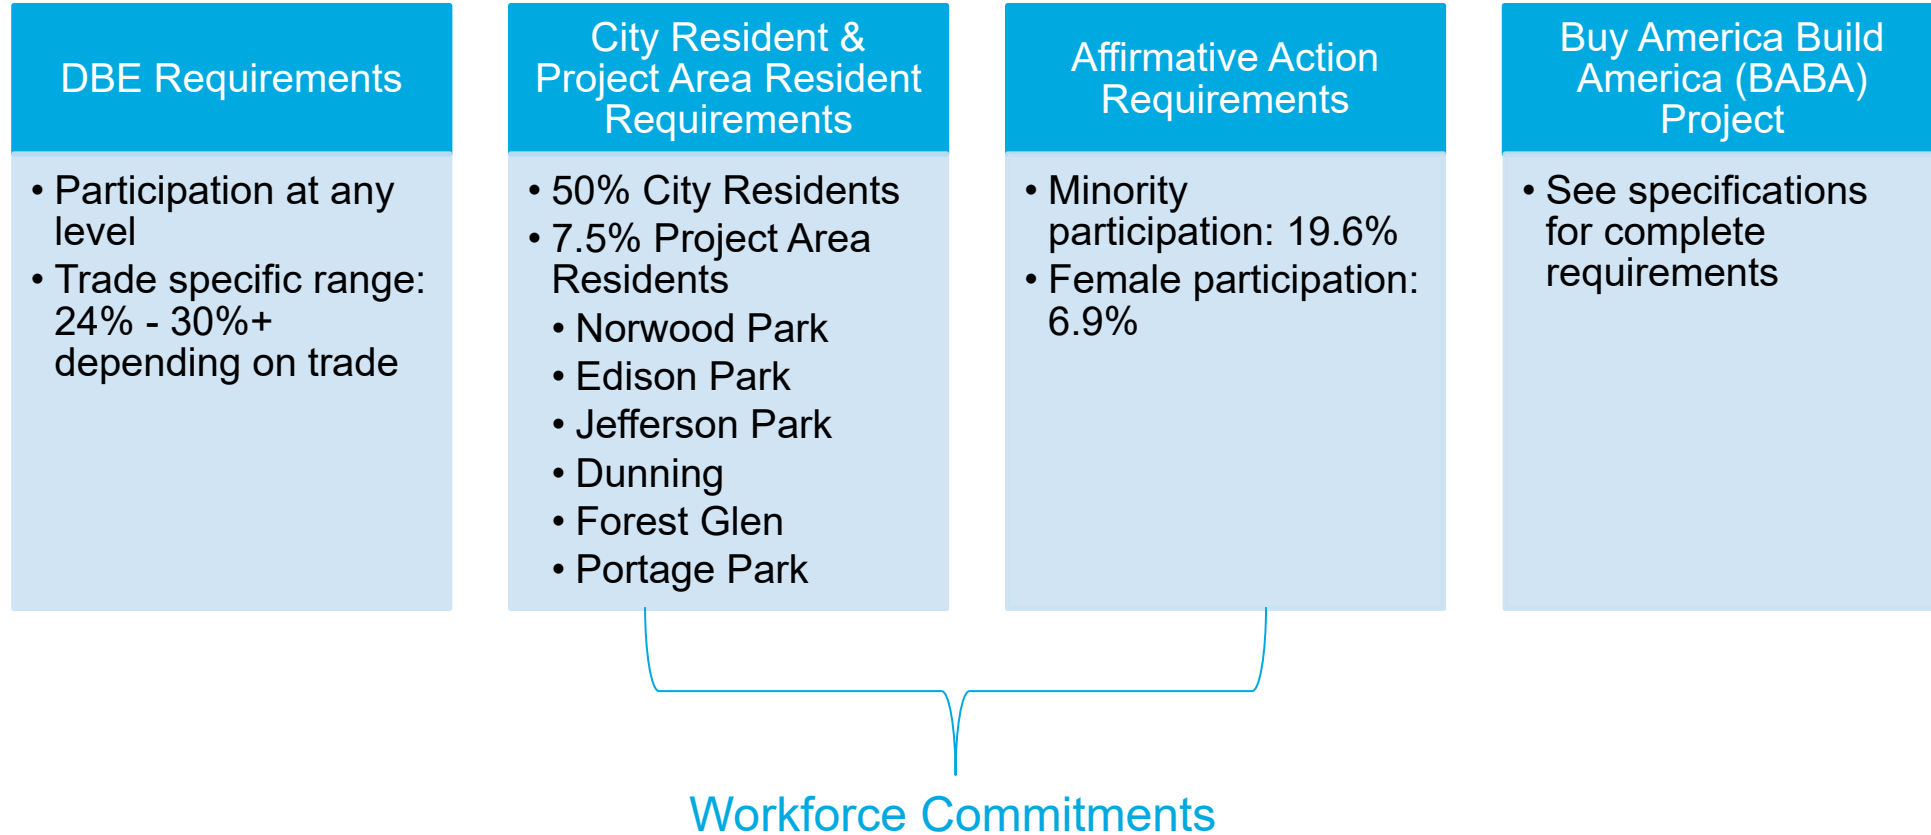 DBE Requirements
• Participation at any
level
• Trade specific range:
24% - 30%+
depending on trade
City Resident &
Project Area Resident
Requirements
• 50% City Residents
• 7.5% Project Area
Residents
• Norwood Park
• Edison Park
• Jefferson Park
• Dunning
• Forest Glen
• Portage Park
Affirmative Action
Requirements
• Minority
participation: 19.6%
• Female participation:
6.9%
Buy America Build
America (BABA)
Project
• See specifications
for complete
requirements
Workforce Commitments